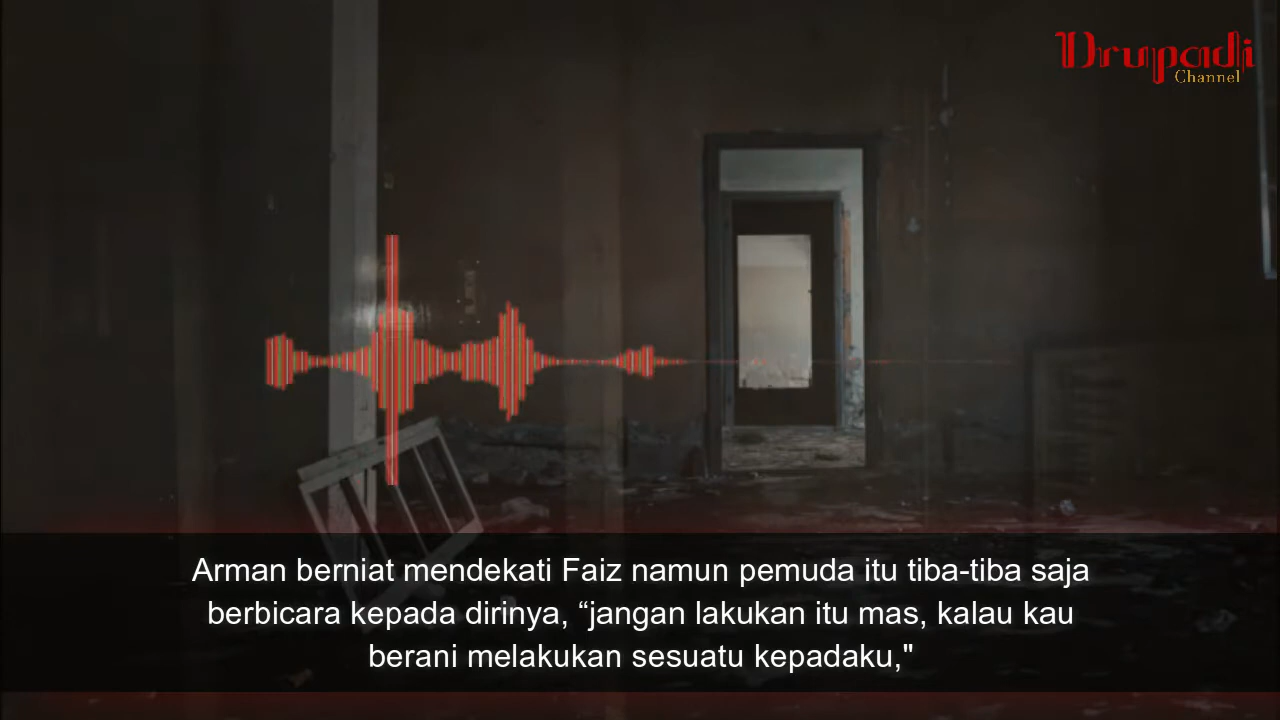 Drupadi
Channel
Arman berniat mendekati Faiz namun pemuda itu tiba-tiba saja
berbicara kepada dirinya, “jangan lakukan itu mas, kalau kau
berani melakukan sesuatu kepadaku,"